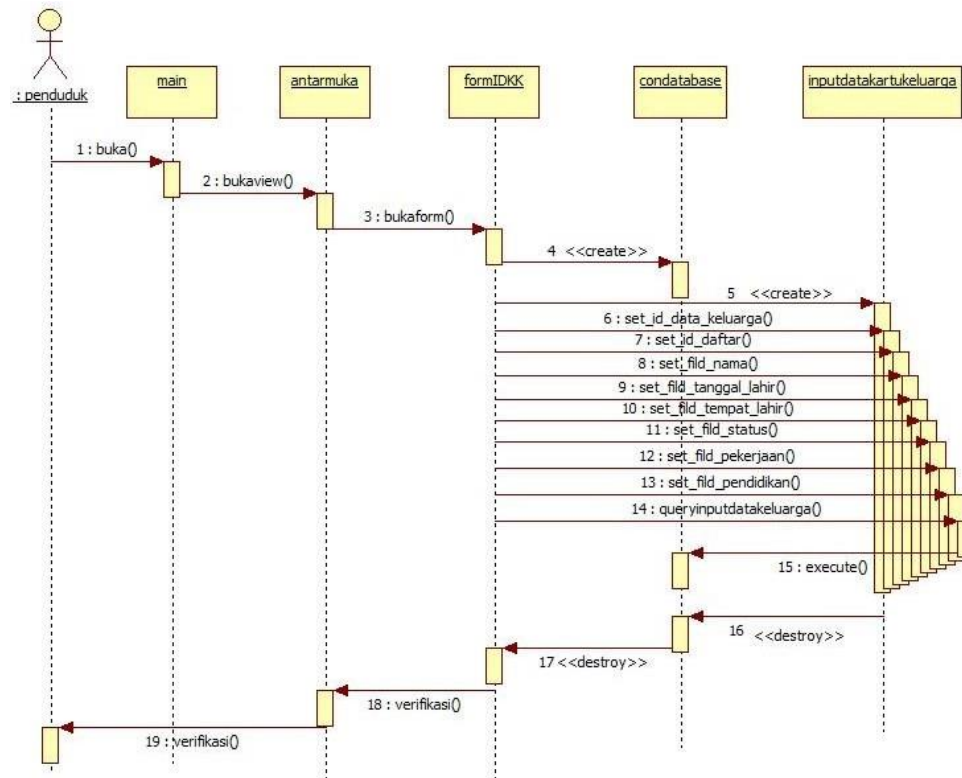 : penduduk
main
antarmuka
formIDKK
condatabase
inputdatakartukeluarga
1 : buka()
2 : bukaview()
3 : bukaform()
4 <<create>>
5 <<create>>
6 : set_id_data_keluarga()
7 : set_id_daftar()
8 : set_fild_nama()
9 : set_fild_tanggal_lahir()
10 : set_fild_tempat_lahir()
11 : set_fild_status()
12 : set_fild_pekerjaan()
13 : set_fild_pendidikan()
14 : queryinputdatakeluarga()
15 : execute()
16 <<destroy>>
17 <<destroy>>
18 : verifikasi()
19 : verifikasi()